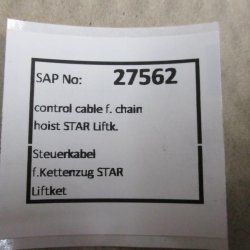 SAP No: 27562
control cable f. chain
hoist STAR Liftk.
Steuerkabel
f.Kettenzug STAR
Liftket